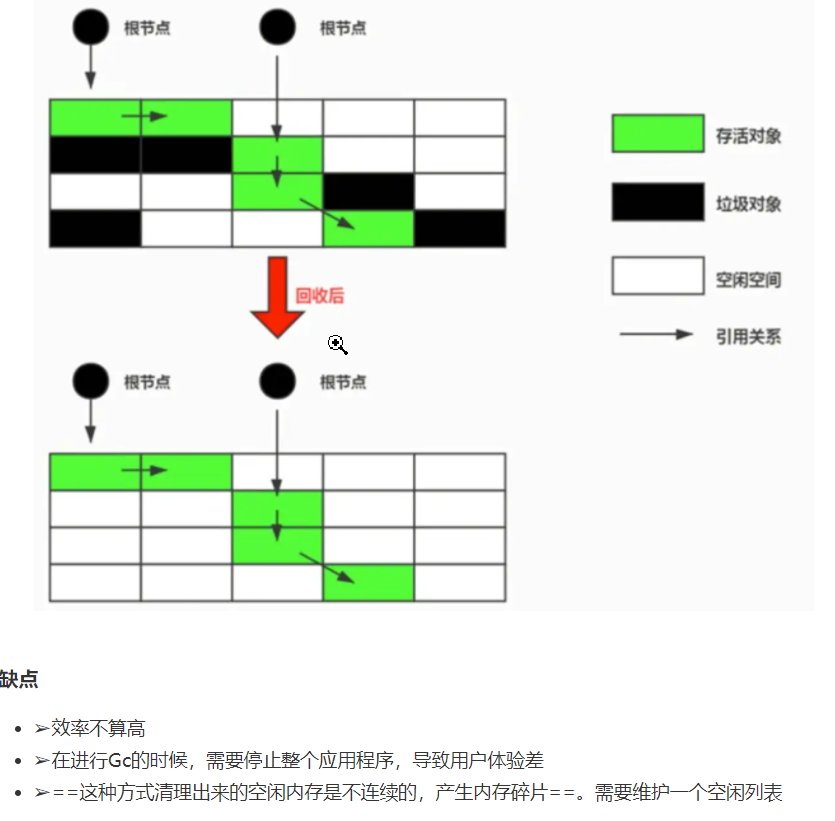 根节点 根节点
存活对象
垃圾对象
空闲空间
引用关系
回收后
根节点 根节点
缺点
➢效率不算高
➢在进行Gc的时候，需要停止整个应用程序，导致用户体验差
➢==这种方式清理出来的空闲内存是不连续的，产生内存碎片==。需要维护一个空闲列表